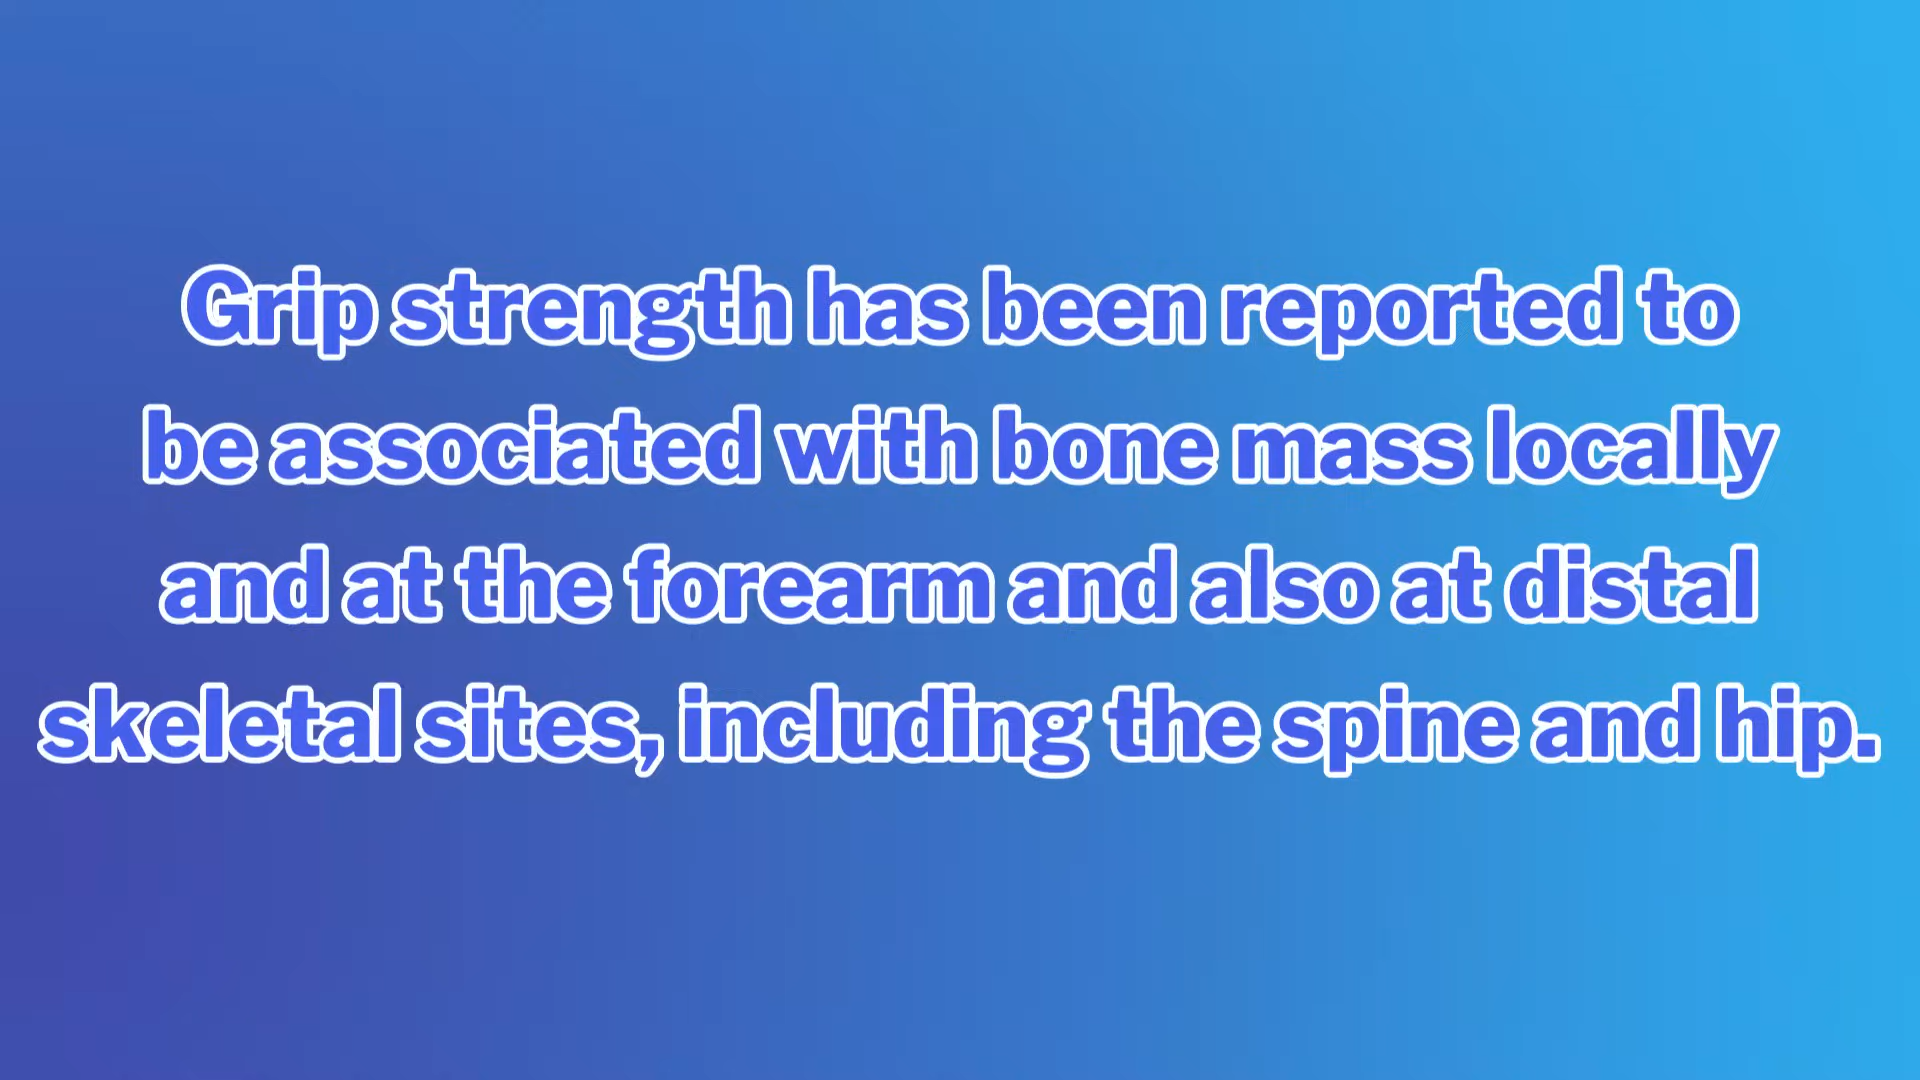 Grip strength has been reported to
be associated with bone mass locally
and at the forearm and also at distal
skeletal sites, including the spine and hip.